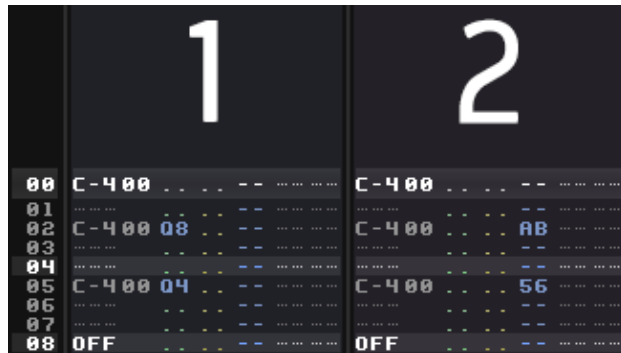 1 2
00 C-400 .. .. -- ··· ··· ··· C-400 .. .. -- ··· ··· ···
01 ··· ··· ··· .. .. -- ··· ··· ··· ··· ··· ··· .. .. -- ··· ··· ···
02 C-400 Q8 .. -- ··· ··· ··· C-400 .. .. AB ··· ··· ···
03 ··· ··· ··· .. .. -- ··· ··· ··· ··· ··· ··· .. .. -- ··· ··· ···
04 ··· ··· ··· .. .. -- ··· ··· ··· ··· ··· ··· .. .. -- ··· ··· ···
05 C-400 Q4 .. -- ··· ··· ··· C-400 .. .. 56 ··· ··· ···
06 ··· ··· ··· .. .. -- ··· ··· ··· ··· ··· ··· .. .. -- ··· ··· ···
07 ··· ··· ··· .. .. -- ··· ··· ··· ··· ··· ··· .. .. -- ··· ··· ···
08 OFF .. .. -- ··· ··· ··· OFF .. .. -- ··· ··· ···